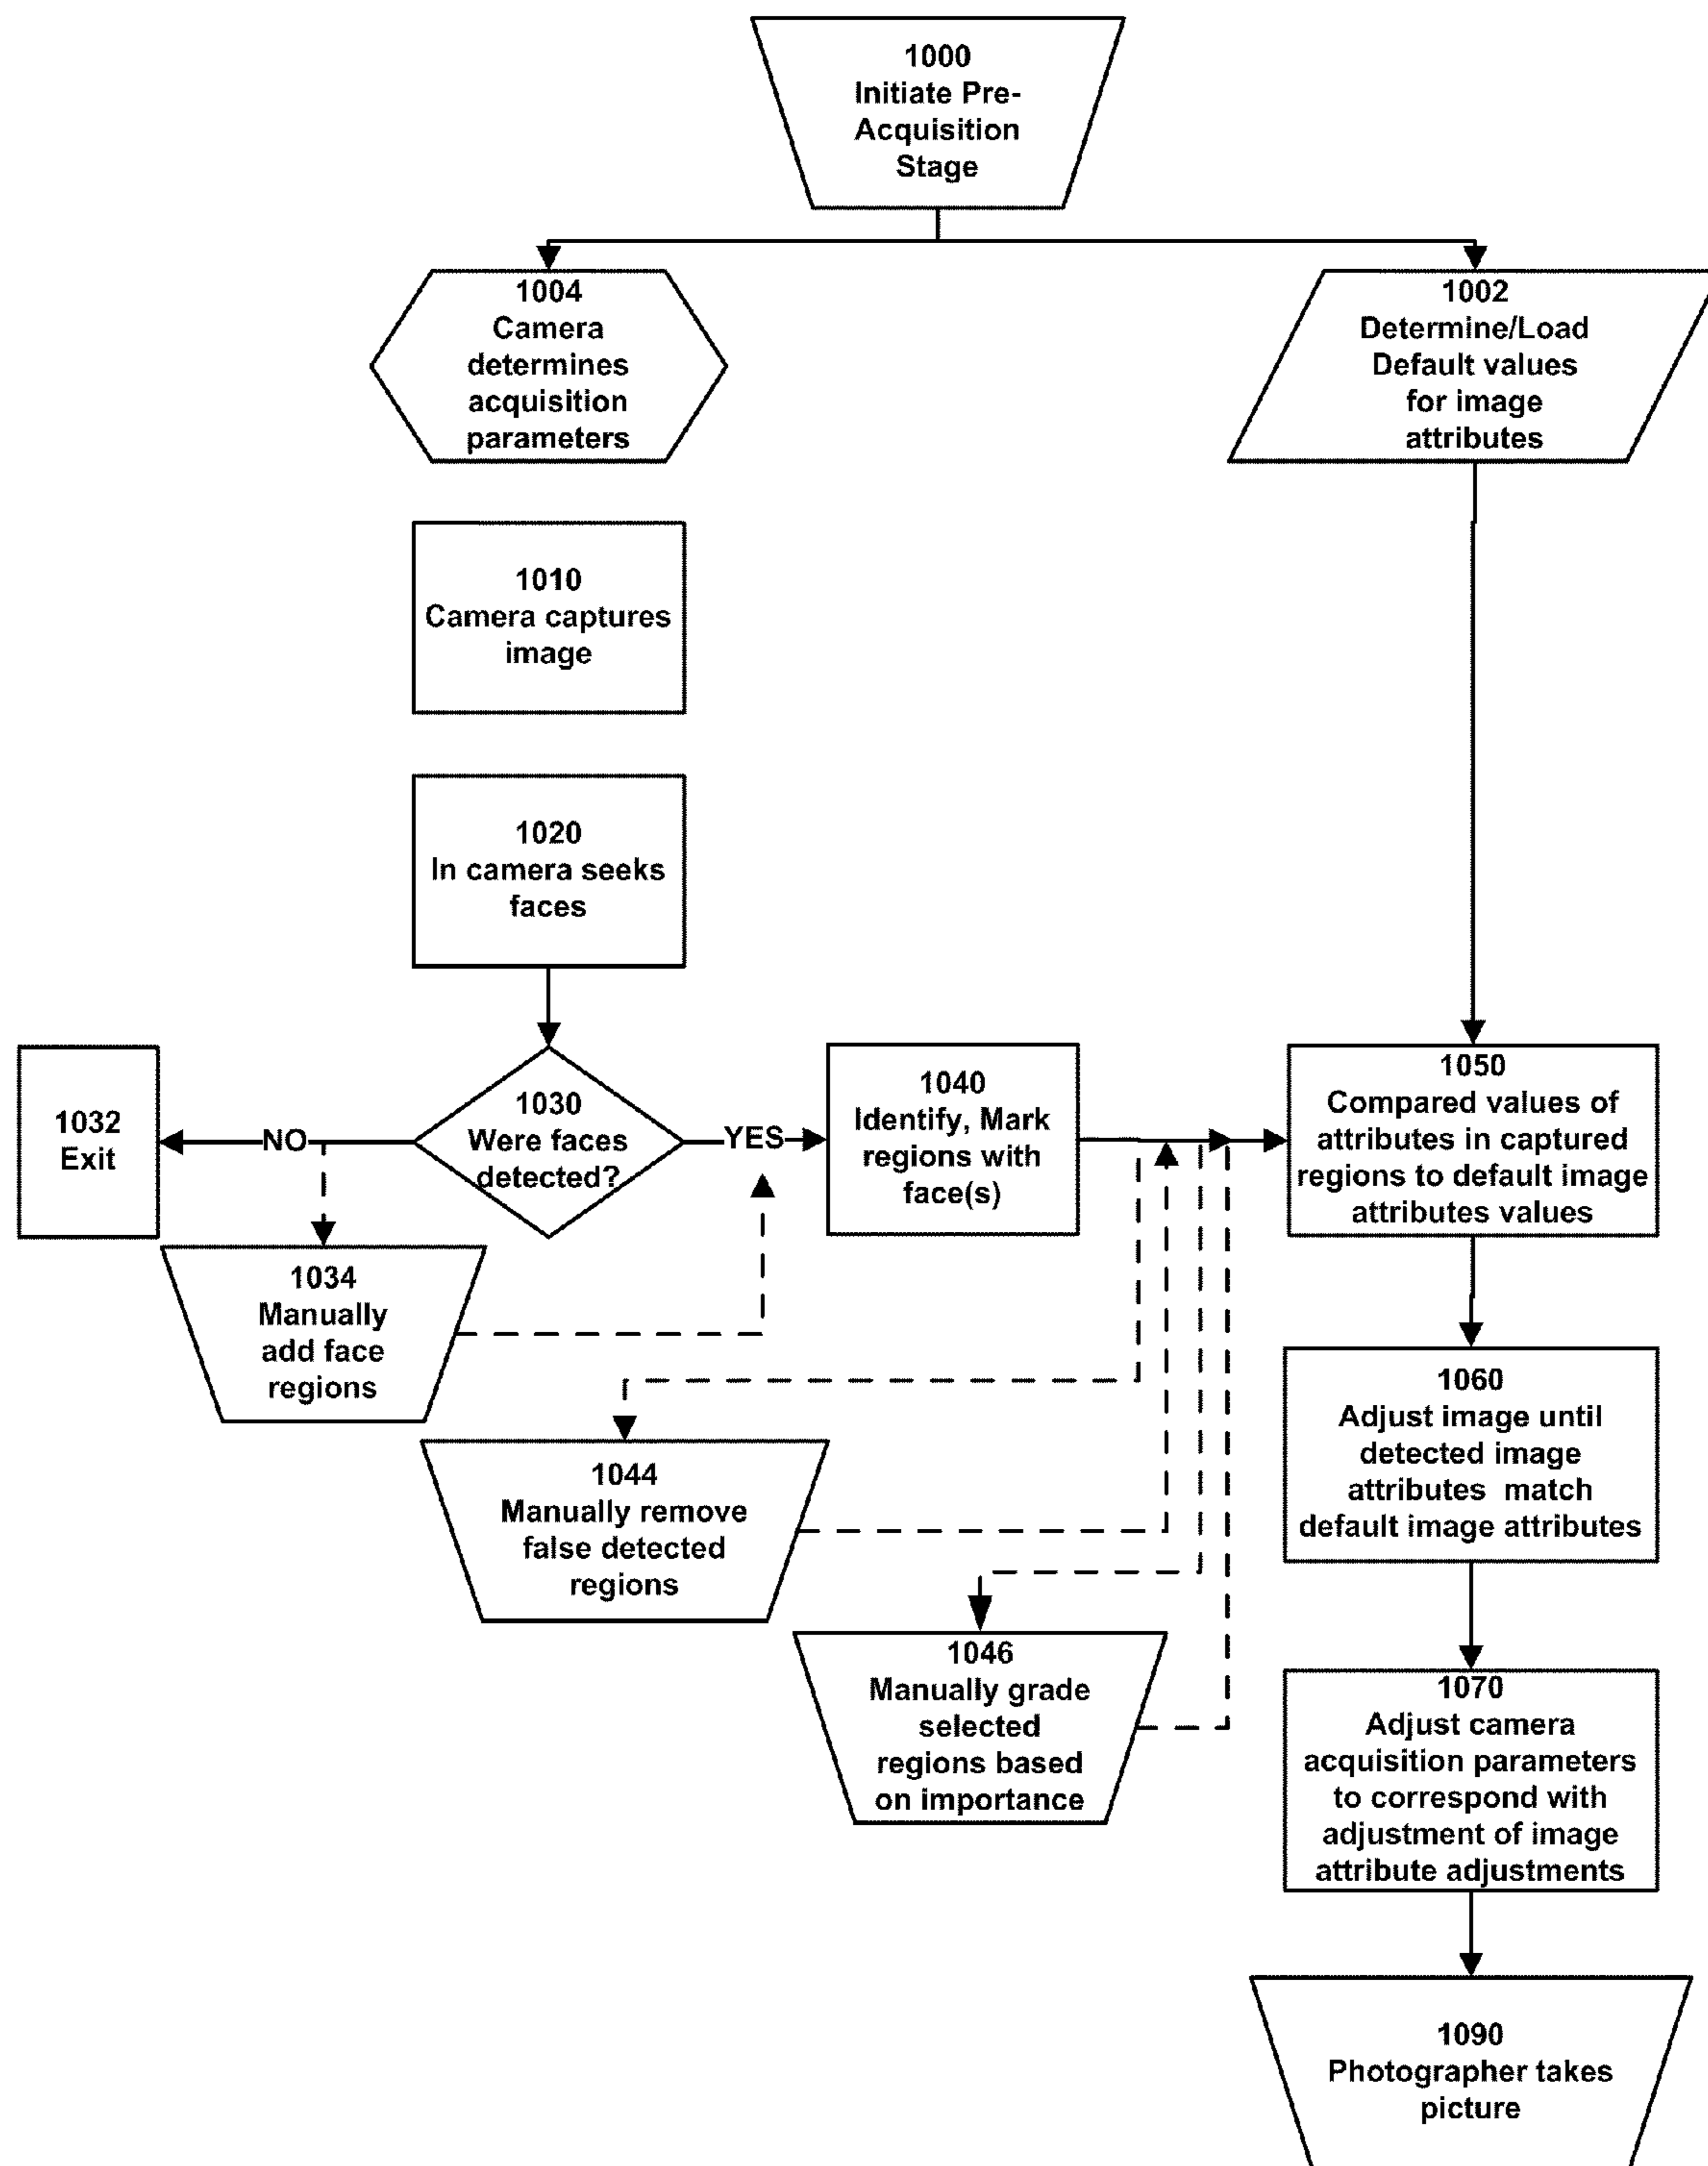 1000
Initiate Pre-
Acquisition
Stage
1004
Camera
determines
acquisition
parameters
1002
Determine/Load
Default values
for image
attributes
1010
Camera captures
image
1020
In camera seeks
faces
1032
Exit
NO
1030
Were faces
detected?
YES
1040
Identify, Mark
regions with
face(s)
1050
Compared values of
attributes in captured
regions to default image
attributes values
1034
Manually
add face
regions
1044
Manually remove
false detected
regions
1046
Manually grade
selected
regions based
on importance
1060
Adjust image until
detected image
attributes match
default image attributes
1070
Adjust camera
acquisition parameters
to correspond with
adjustment of image
attribute adjustments
1090
Photographer takes
picture